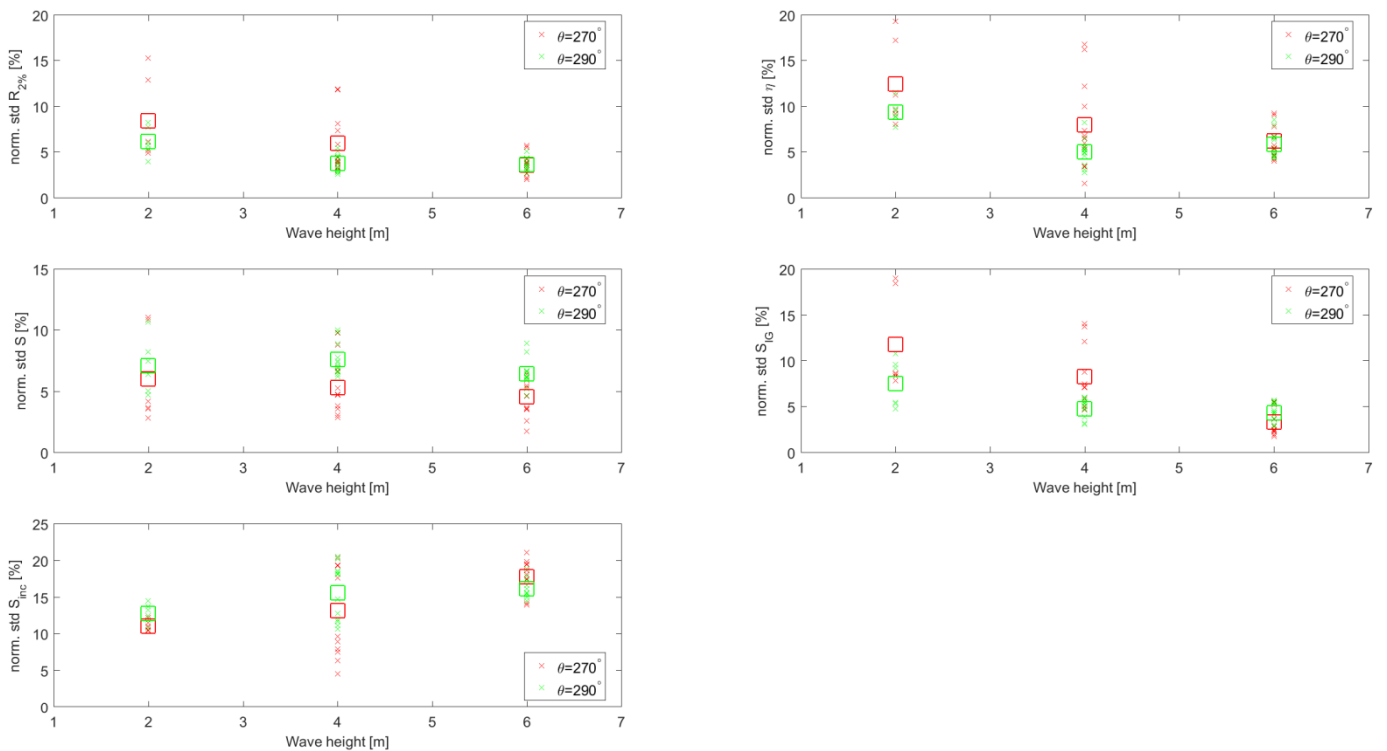 20
15
10
5
0
norm. std R2% [%]
θ=270°
θ=290°
1 2 3 4 5 6 7
Wave height [m]
20
15
10
5
0
norm. std η [%]
θ=270°
θ=290°
1 2 3 4 5 6 7
Wave height [m]
15
10
5
0
norm. std S [%]
θ=270°
θ=290°
1 2 3 4 5 6 7
Wave height [m]
20
15
10
5
0
norm. std SIG [%]
θ=270°
θ=290°
1 2 3 4 5 6 7
Wave height [m]
25
20
15
10
5
0
norm. std Sinc [%]
θ=270°
θ=290°
1 2 3 4 5 6 7
Wave height [m]